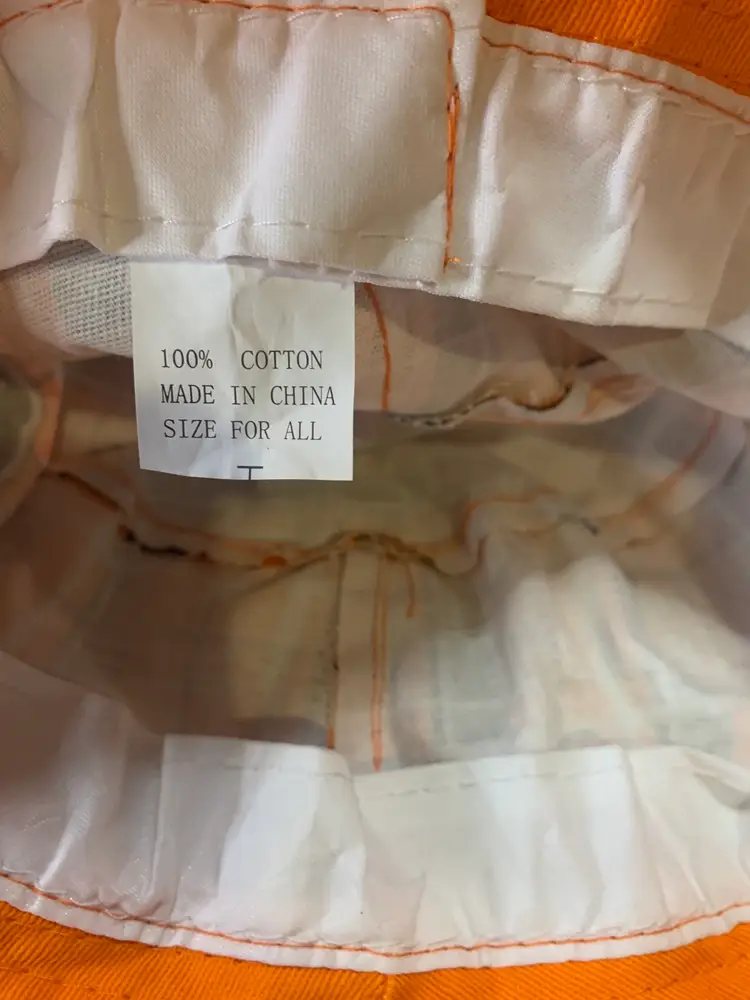 100% COTTON
MADE IN CHINA
SIZE FOR ALL